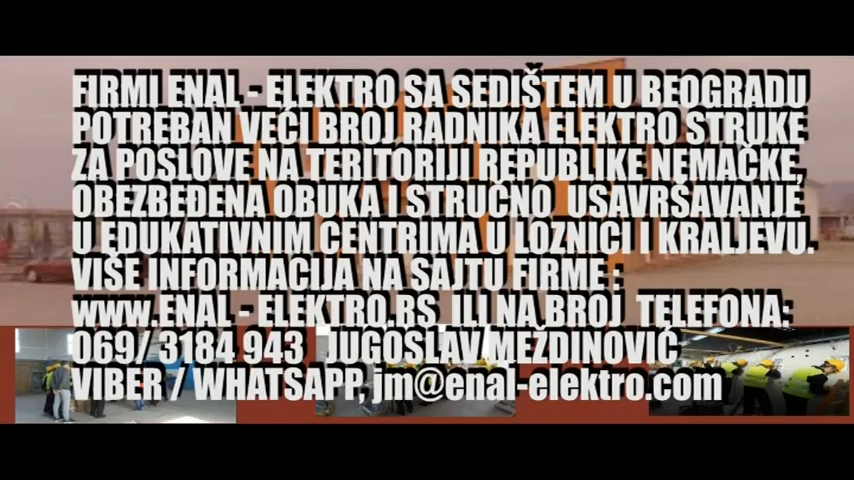 FIRMI ENAL - ELEKTRO SA SEDIŠTEM U BEOGRADU
POTREBAN VEĆI BROJ RADNIKA ELEKTRO STRUKE
ZA POSLOVE NA TERITORIJI REPUBLIKE NEMAČKE,
OBEZBEĐENA OBUKA I STRUČNO USAVRŠAVANJE
U EDUKATIVNIM CENTRIMA U LOZNICI I KRALJEVU.
VIŠE INFORMACIJA NA SAJTU FIRME :
www.ENAL - ELEKTRO.RS ILI NA BROJ TELEFONA:
069/ 3184 943 JUGOSLAV MEŽDINOVIĆ
VIBER / WHATSAPP, jm@enal-elektro.com